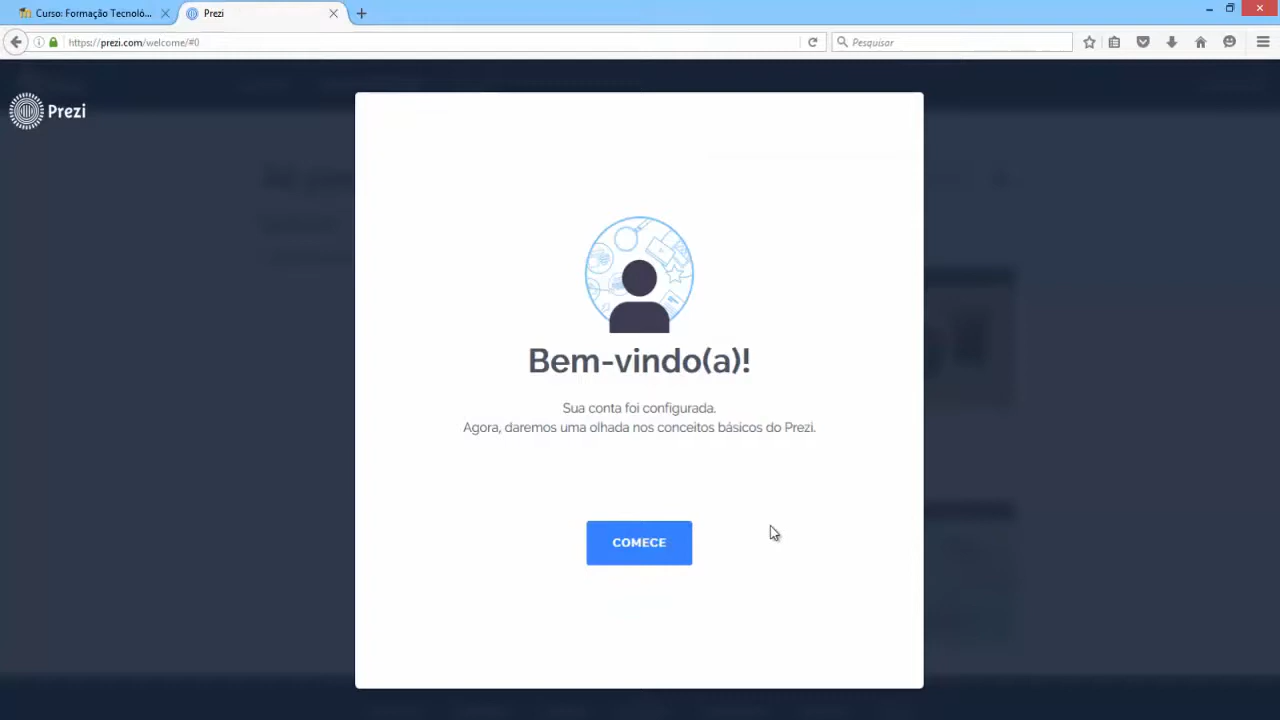 Curso: Formação Tecnoló...
Prezi
https://prezi.com/welcome/#0
Pesquisar
Prezi
Bem-vindo(a)!
Sua conta foi configurada.
Agora, daremos uma olhada nos conceitos básicos do Prezi.
COMECE